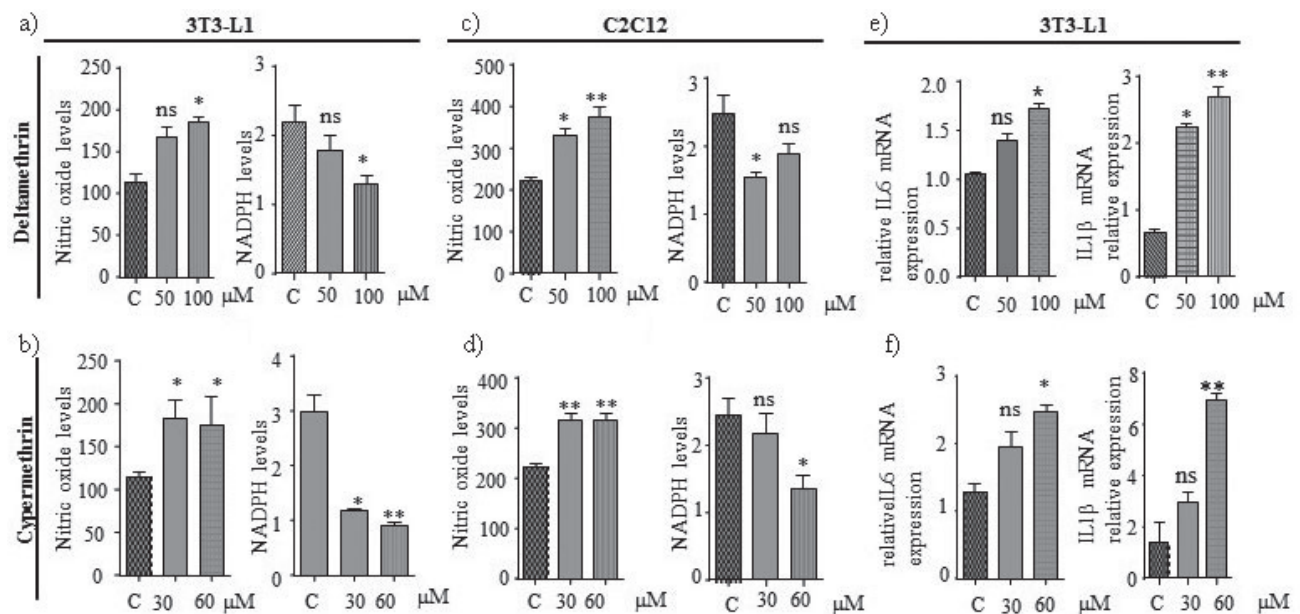 a) 3T3-L1 c) C2C12 e) 3T3-L1
Deltamethrin
Nitric oxide levels
250
200
150
100
50
0
ns
*
C 50 100 µM
NADPH levels
3
2
1
0
ns
*
C 50 100 µM
Nitric oxide levels
500
400
300
200
100
0
*
**
C 50 100 µM
NADPH levels
3
2
1
0
*
ns
C 50 100 µM
relative IL6 mRNA
expression
2.0
1.5
1.0
0.5
0.0
ns
*
C 50 100 µM
IL1β mRNA
relative expression
3
2
1
0
*
**
C 50 100 µM
Cypermethrin
b)
Nitric oxide levels
250
200
150
100
50
0
*
*
C 30 60 µM
NADPH levels
4
3
2
1
0
*
**
C 30 60 µM
d)
Nitric oxide levels
400
300
200
100
0
**
**
C 30 60 µM
NADPH levels
3
2
1
0
ns
*
C 30 60 µM
f)
relativeIL6 mRNA
expression
3
2
1
0
ns
*
C 30 60 µM
IL1β mRNA
relative expression
8
6
4
2
0
ns
**
C 30 60 µM